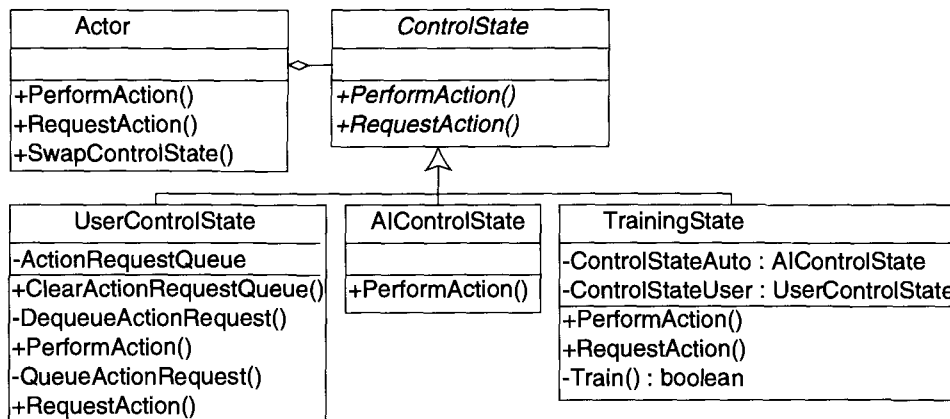 Actor
+PerformAction()
+RequestAction()
+SwapControlState()
ControlState
+PerformAction()
+RequestAction()
UserControlState
-ActionRequestQueue
+ClearActionRequestQueue()
-DequeueActionRequest()
+PerformAction()
-QueueActionRequest()
+RequestAction()
AIControlState
+PerformAction()
TrainingState
-ControlStateAuto : AIControlState
-ControlStateUser : UserControlState
+PerformAction()
+RequestAction()
-Train() : boolean